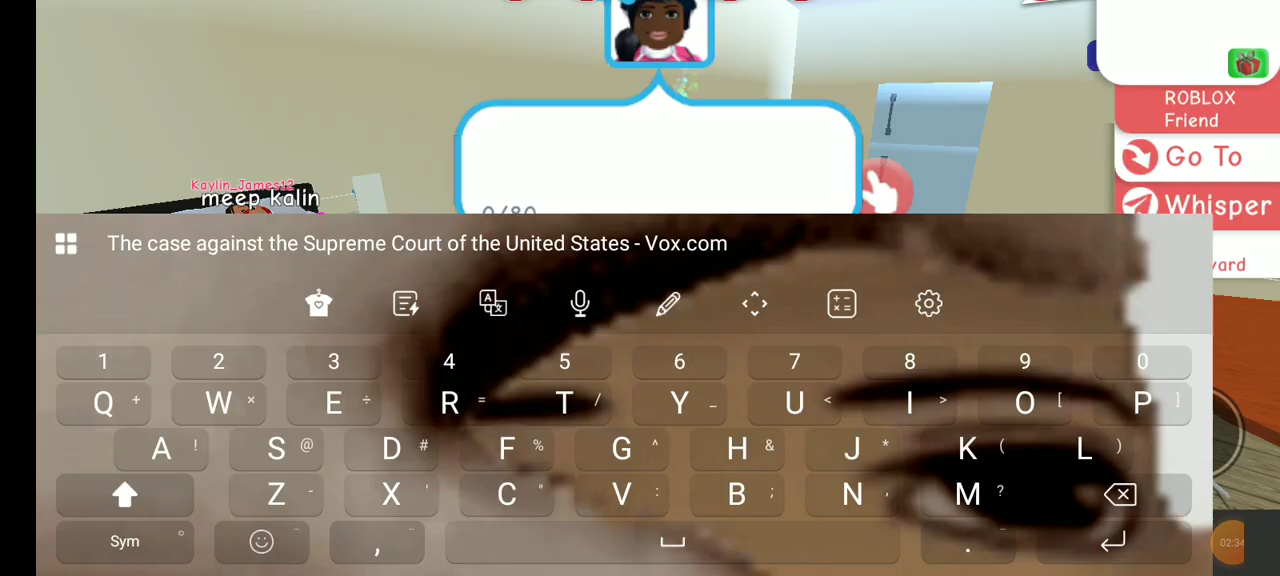 ROBLOX
Friend
Go To
Kaylin_James12
meep kalin
Whisper
0/80
The case against the Supreme Court of the United States - Vox.com
1 2 3 4 5 6 7 8 9 0
Q + W × E ÷ R = T / Y _ U < I > O [ P ]
A ! S @ D # F % G ^ H & J * K ( L )
Z - X ' C " V : B ; N , M ?
Sym , .
02:34